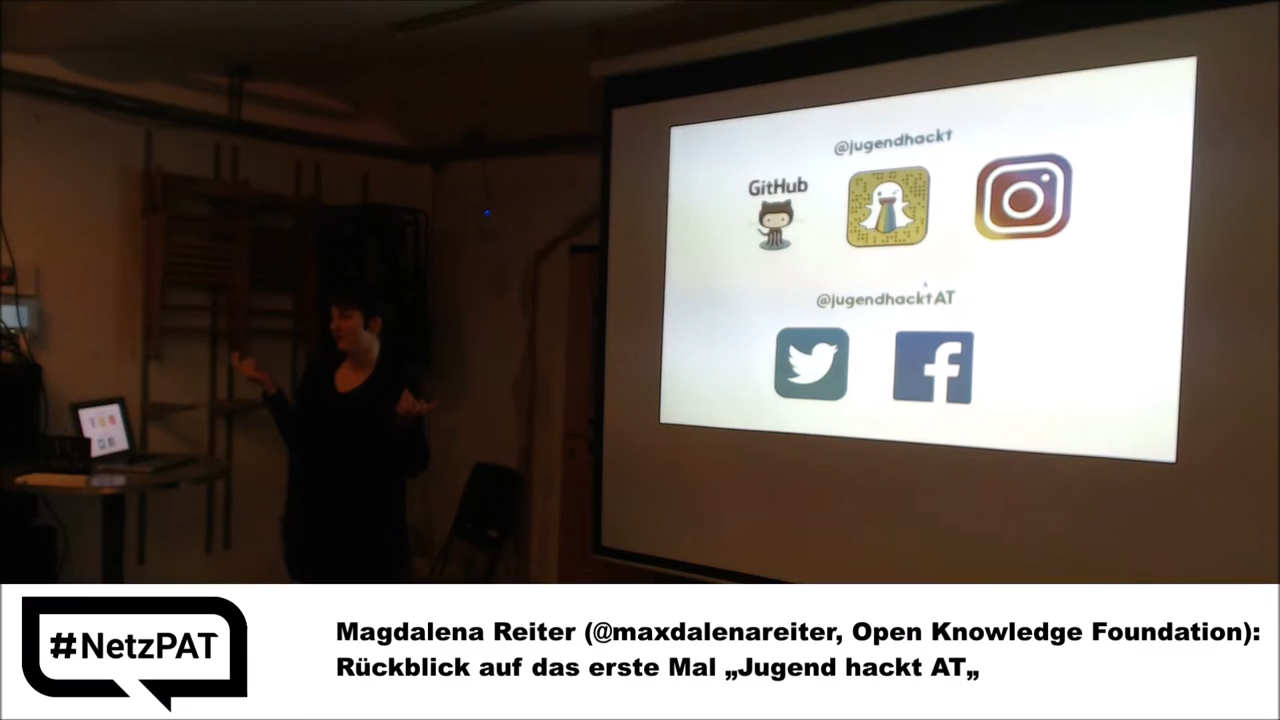 @jugendhackt
GitHub
@jugendhacktAT
#NetzPAT
Magdalena Reiter (@maxdalenareiter, Open Knowledge Foundation):
Rückblick auf das erste Mal „Jugend hackt AT„